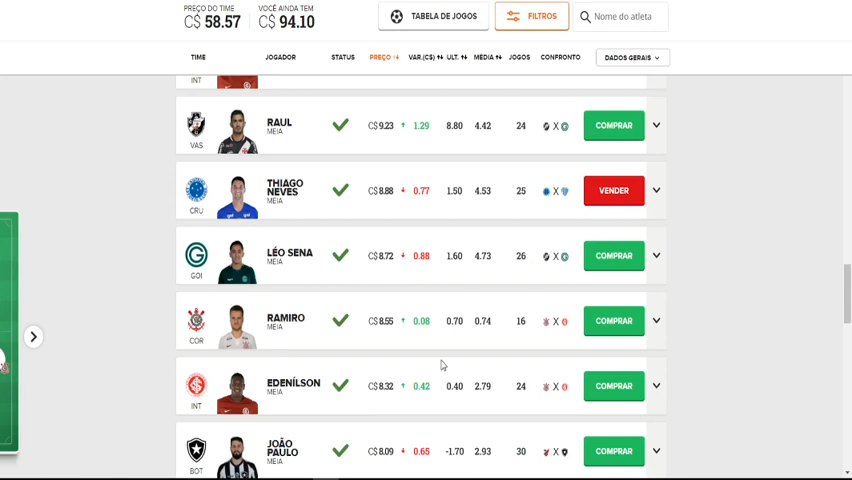 PREÇO DO TIME
C$ 58.57
VOCÊ AINDA TEM
C$ 94.10
TABELA DE JOGOS
FILTROS
Nome do atleta
TIME JOGADOR STATUS PREÇO VAR.(C$) ULT. MÉDIA JOGOS CONFRONTO DADOS GERAIS
INT
RAUL
MEIA
VAS
C$ 9.23 1.29 8.80 4.42 24 X COMPRAR
THIAGO
NEVES
MEIA
CRU
C$ 8.88 0.77 1.50 4.53 25 X VENDER
LÉO SENA
MEIA
GOI
C$ 8.72 0.88 1.60 4.73 26 X COMPRAR
RAMIRO
MEIA
COR
C$ 8.55 0.08 0.70 0.74 16 X COMPRAR
EDENÍLSON
MEIA
INT
C$ 8.32 0.42 0.40 2.79 24 X COMPRAR
JOÃO
PAULO
MEIA
BOT
C$ 8.09 0.65 -1.70 2.93 30 X COMPRAR